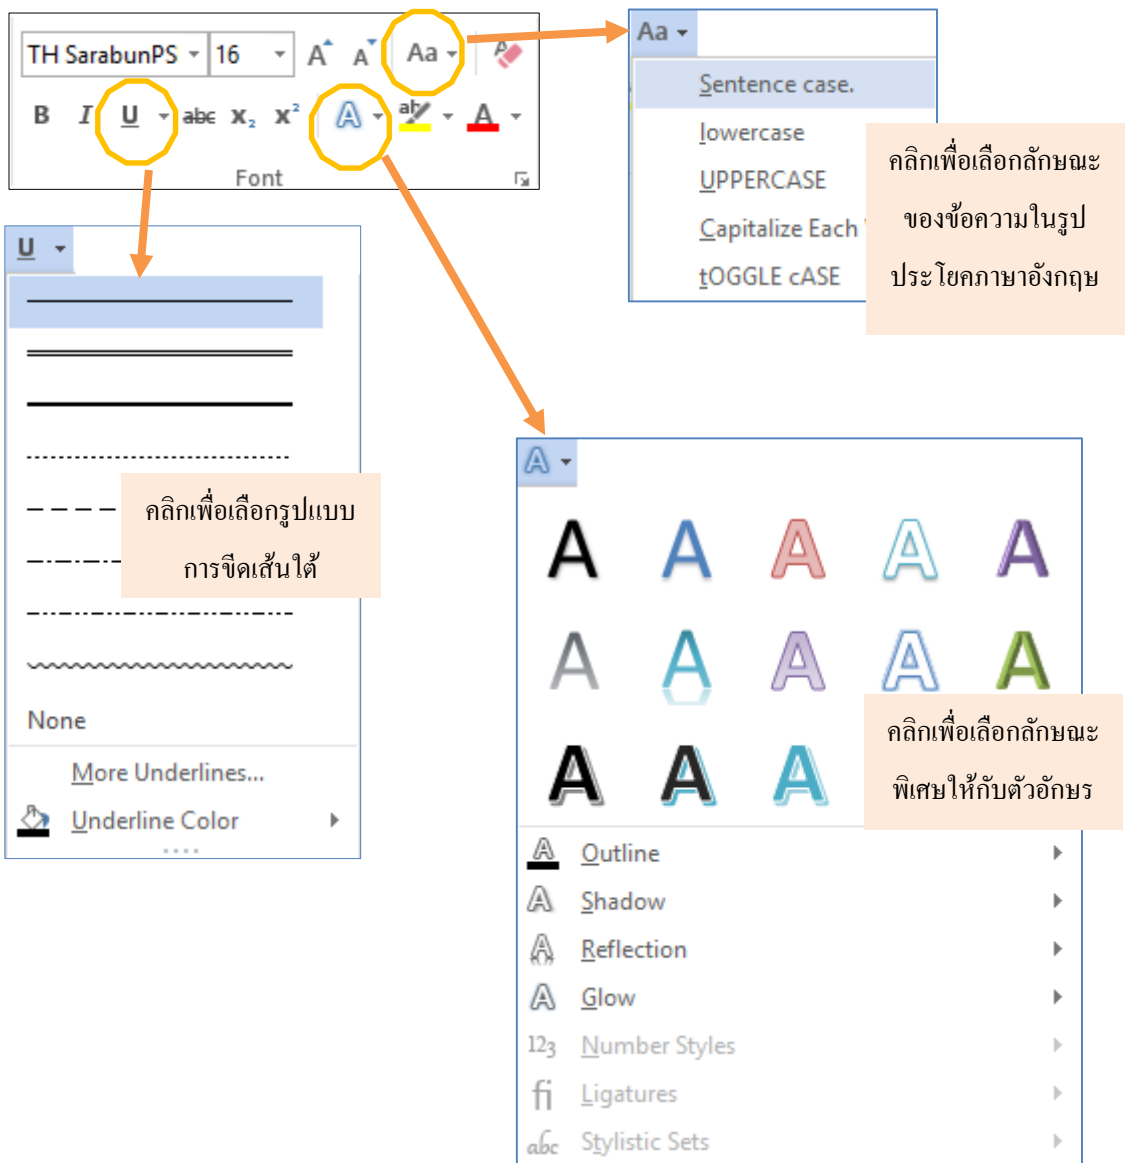 TH SarabunPS 16 A A Aa
B I U abc x₂ x² A ab A
Font
Aa
Sentence case.
lowercase
UPPERCASE
Capitalize Each
tOGGLE cASE
คลิกเพื่อเลือกลักษณะ
ของข้อความในรูป
ประโยคภาษาอังกฤษ
U
คลิกเพื่อเลือกรูปแบบ
การขีดเส้นใต้
None
More Underlines...
Underline Color
A
A A A A A
A A A A A
A A A
คลิกเพื่อเลือกลักษณะ
พิเศษให้กับตัวอักษร
A Outline
A Shadow
A Reflection
A Glow
123 Number Styles
fi Ligatures
abc Stylistic Sets